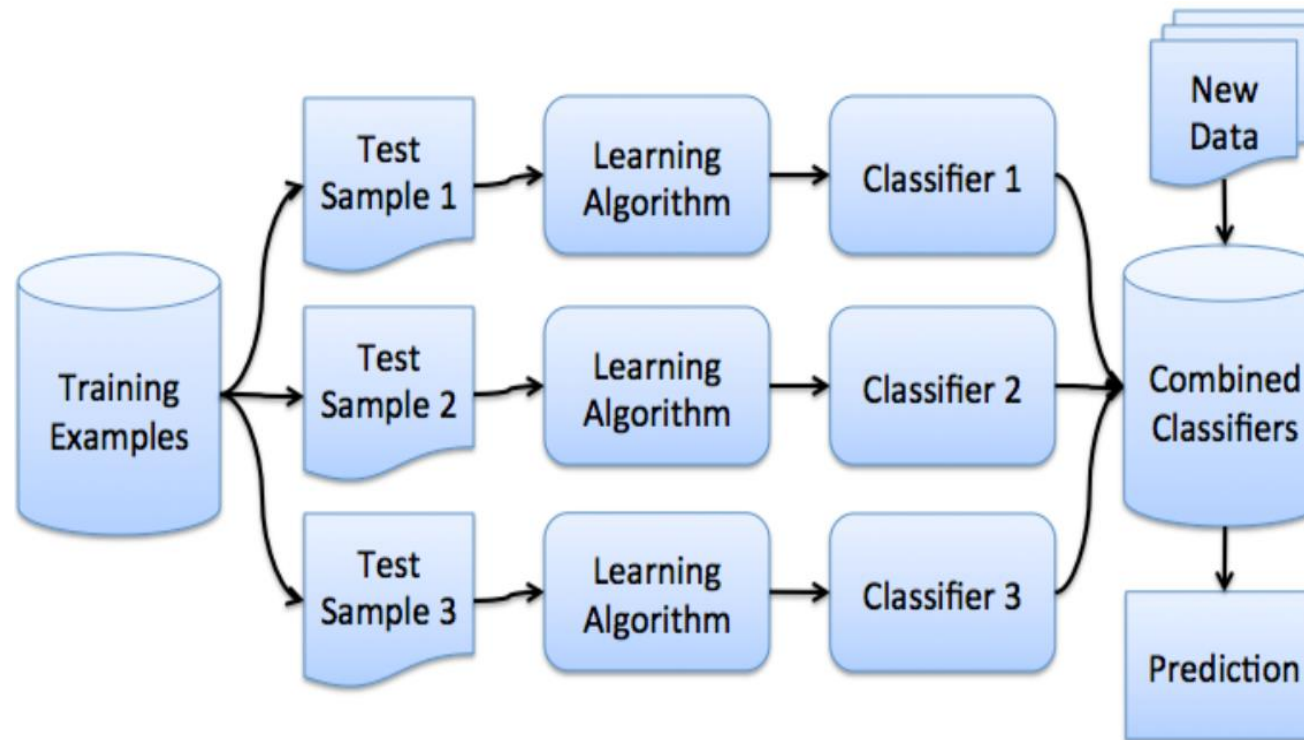 New
Data
Test
Sample 1
Learning
Algorithm
Classifier 1
Training
Examples
Test
Sample 2
Learning
Algorithm
Classifier 2
Combined
Classifiers
Test
Sample 3
Learning
Algorithm
Classifier 3
Prediction